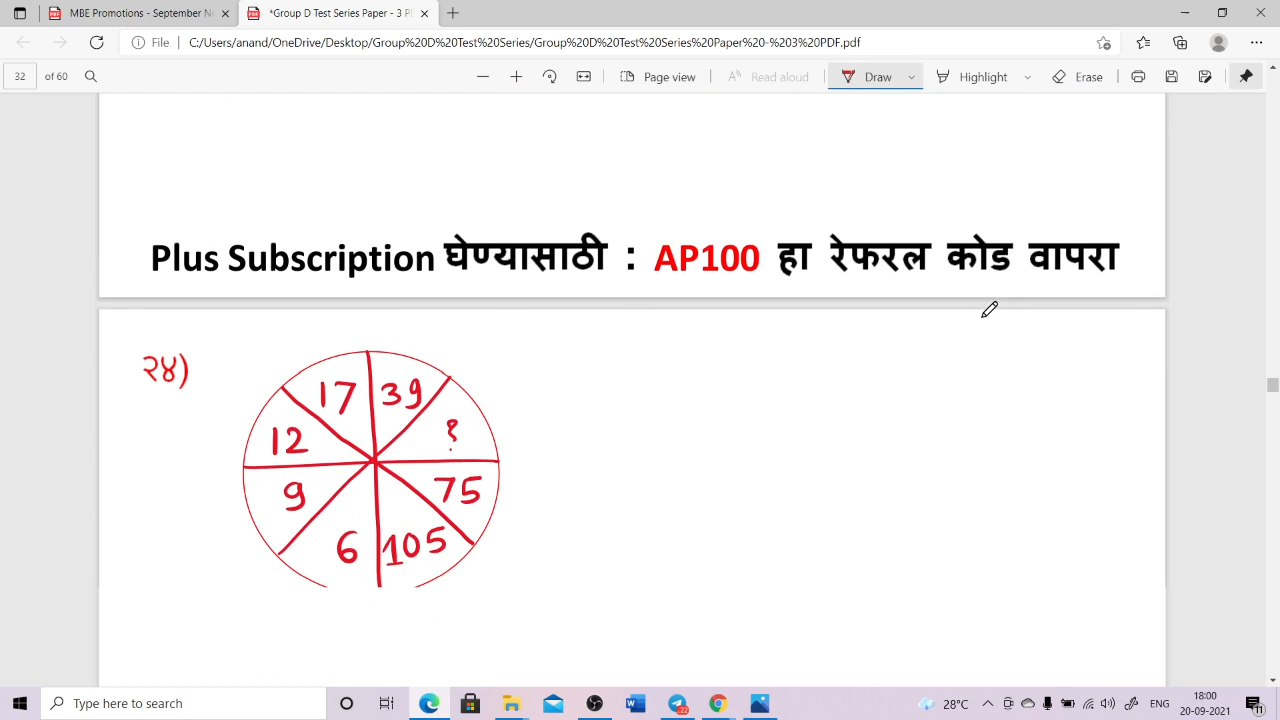 MBE Promotions - September N
*Group D Test Series Paper - 3 P
File C:/Users/anand/OneDrive/Desktop/Group%20D%20Test%20Series/Group%20D%20Test%20Series%20Paper%20-%203%20PDF.pdf
32 of 60 Page view Read aloud Draw Highlight Erase
Plus Subscription घेण्यासाठी : AP100 हा रेफरल कोड वापरा
२४)
17 39
12 ?
9 75
6 105
Type here to search
22
28°C
ENG
18:00
20-09-2021
11